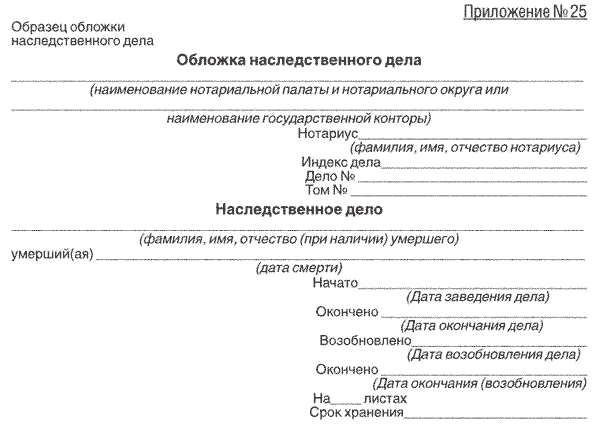 Приложение № 25
Образец обложки
наследственного дела
Обложка наследственного дела
(наименование нотариальной палаты и нотариального округа или
наименование государственной конторы)
Нотариус
(фамилия, имя, отчество нотариуса)
Индекс дела
Дело №
Том №
Наследственное дело
(фамилия, имя, отчество (при наличии) умершего)
умерший(ая)
(дата смерти)
Начато
(Дата заведения дела)
Окончено
(Дата окончания дела)
Возобновлено
(Дата возобновления дела)
Окончено
(Дата окончания (возобновления)
На____ листах
Срок хранения